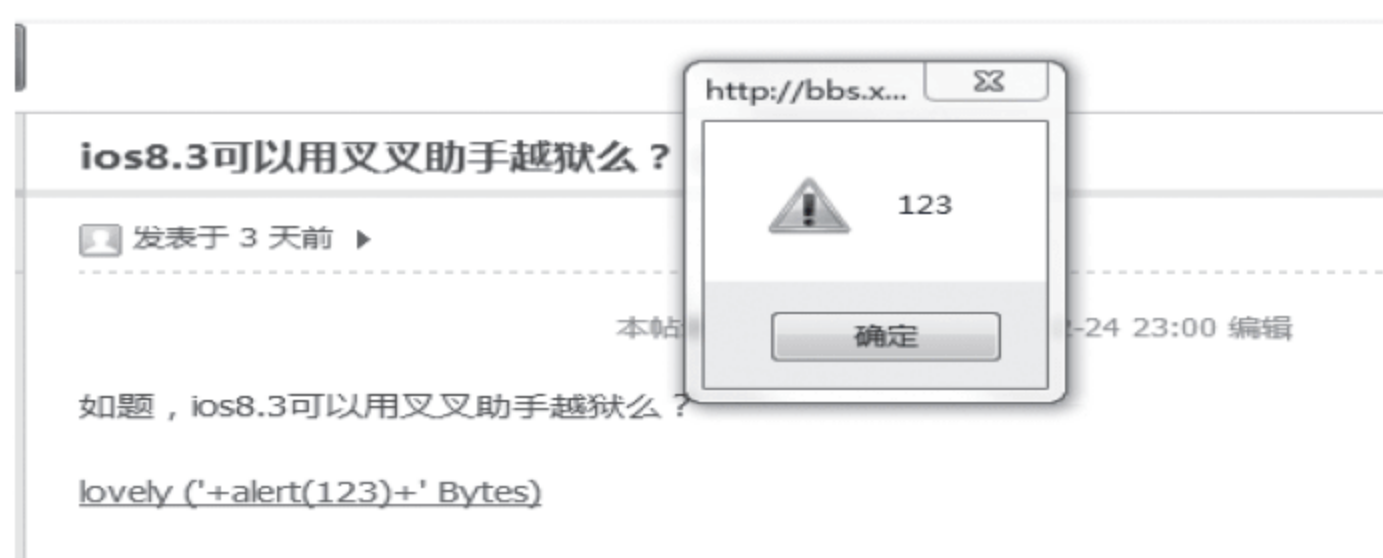 http://bbs.x...
123
确定
ios8.3可以用叉叉助手越狱么？
发表于 3 天前
本帖
-24 23:00 编辑
如题，ios8.3可以用叉叉助手越狱么？
lovely ('+alert(123)+' Bytes)